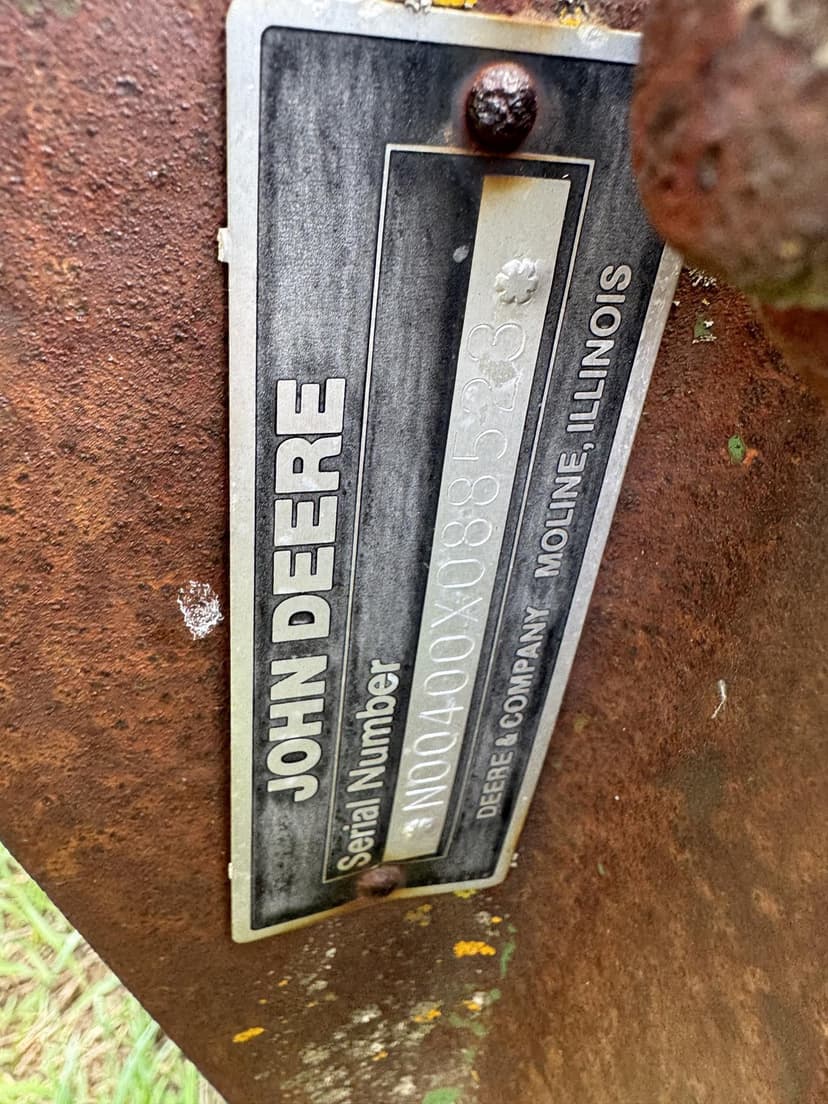 JOHN DEERE
Serial Number
*N00400X088523*
DEERE & COMPANY MOLINE, ILLINOIS